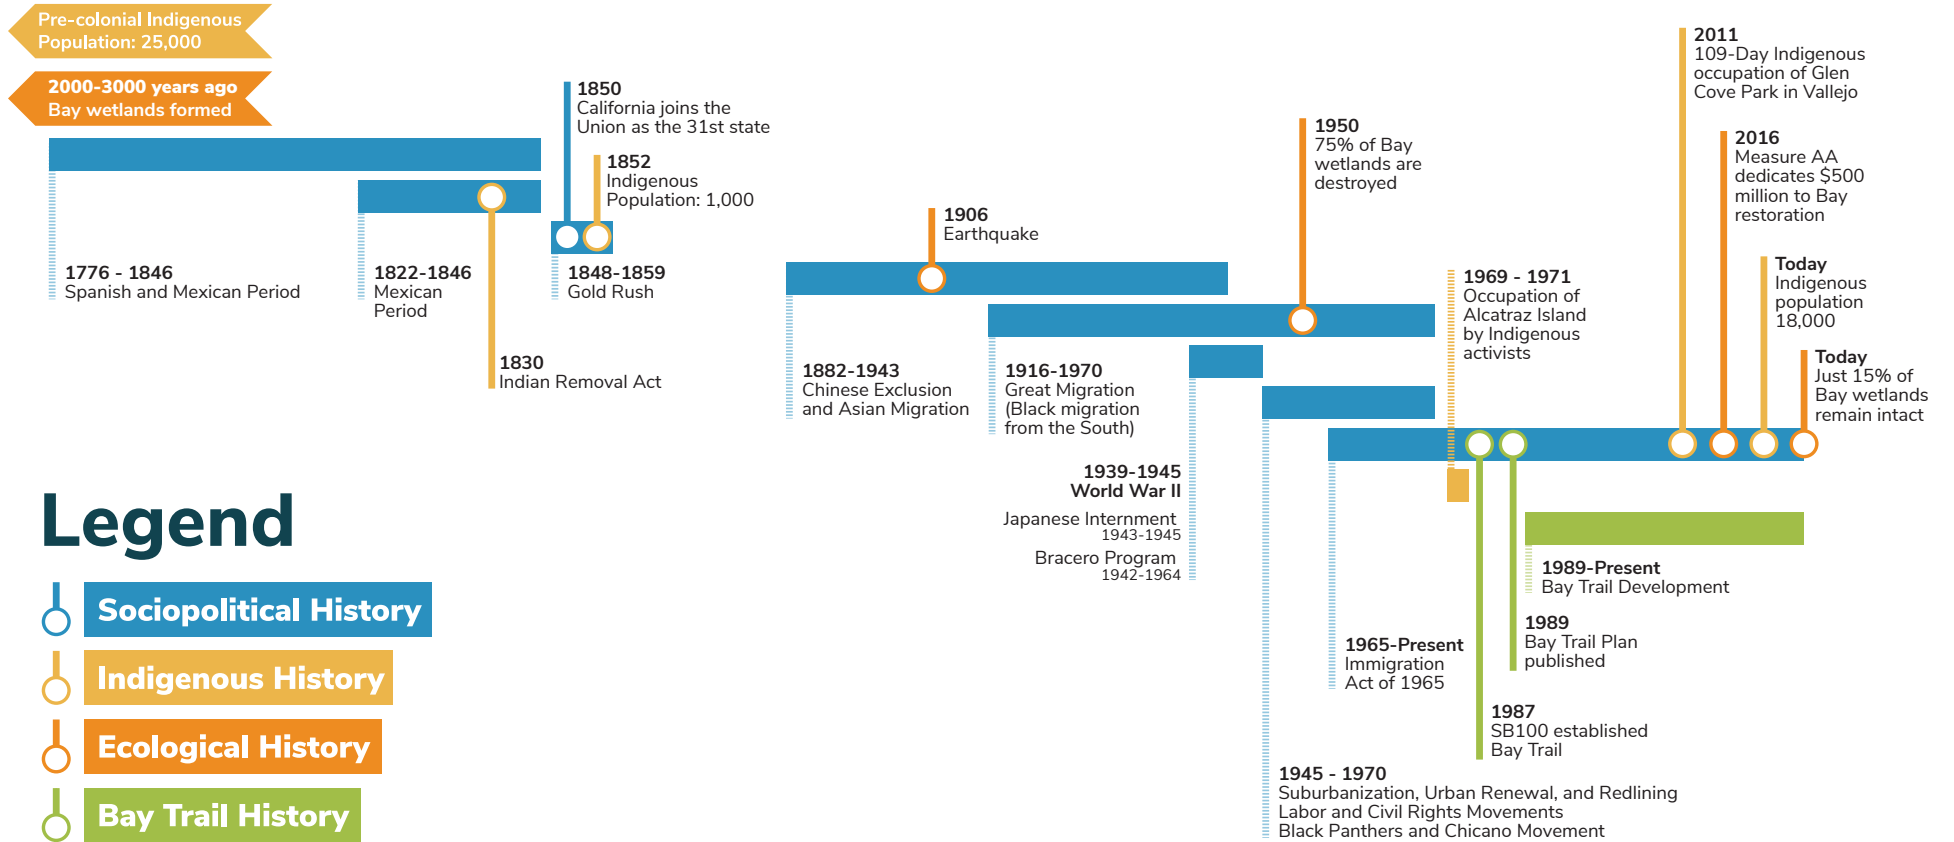 Pre-colonial Indigenous
Population: 25,000
2000-3000 years ago
Bay wetlands formed
1776 - 1846
Spanish and Mexican Period
1822-1846
Mexican
Period
1830
Indian Removal Act
1850
California joins the
Union as the 31st state
1852
Indigenous
Population: 1,000
1848-1859
Gold Rush
1906
Earthquake
1882-1943
Chinese Exclusion
and Asian Migration
1916-1970
Great Migration
(Black migration
from the South)
1950
75% of Bay
wetlands are
destroyed
1939-1945
World War II
Japanese Internment
1943-1945
Bracero Program
1942-1964
1969 - 1971
Occupation of
Alcatraz Island
by Indigenous
activists
2011
109-Day Indigenous
occupation of Glen
Cove Park in Vallejo
2016
Measure AA
dedicates $500
million to Bay
restoration
Today
Indigenous
population
18,000
Today
Just 15% of
Bay wetlands
remain intact
1989-Present
Bay Trail Development
1989
Bay Trail Plan
published
1965-Present
Immigration
Act of 1965
1987
SB100 established
Bay Trail
1945 - 1970
Suburbanization, Urban Renewal, and Redlining
Labor and Civil Rights Movements
Black Panthers and Chicano Movement
Legend
Sociopolitical History
Indigenous History
Ecological History
Bay Trail History